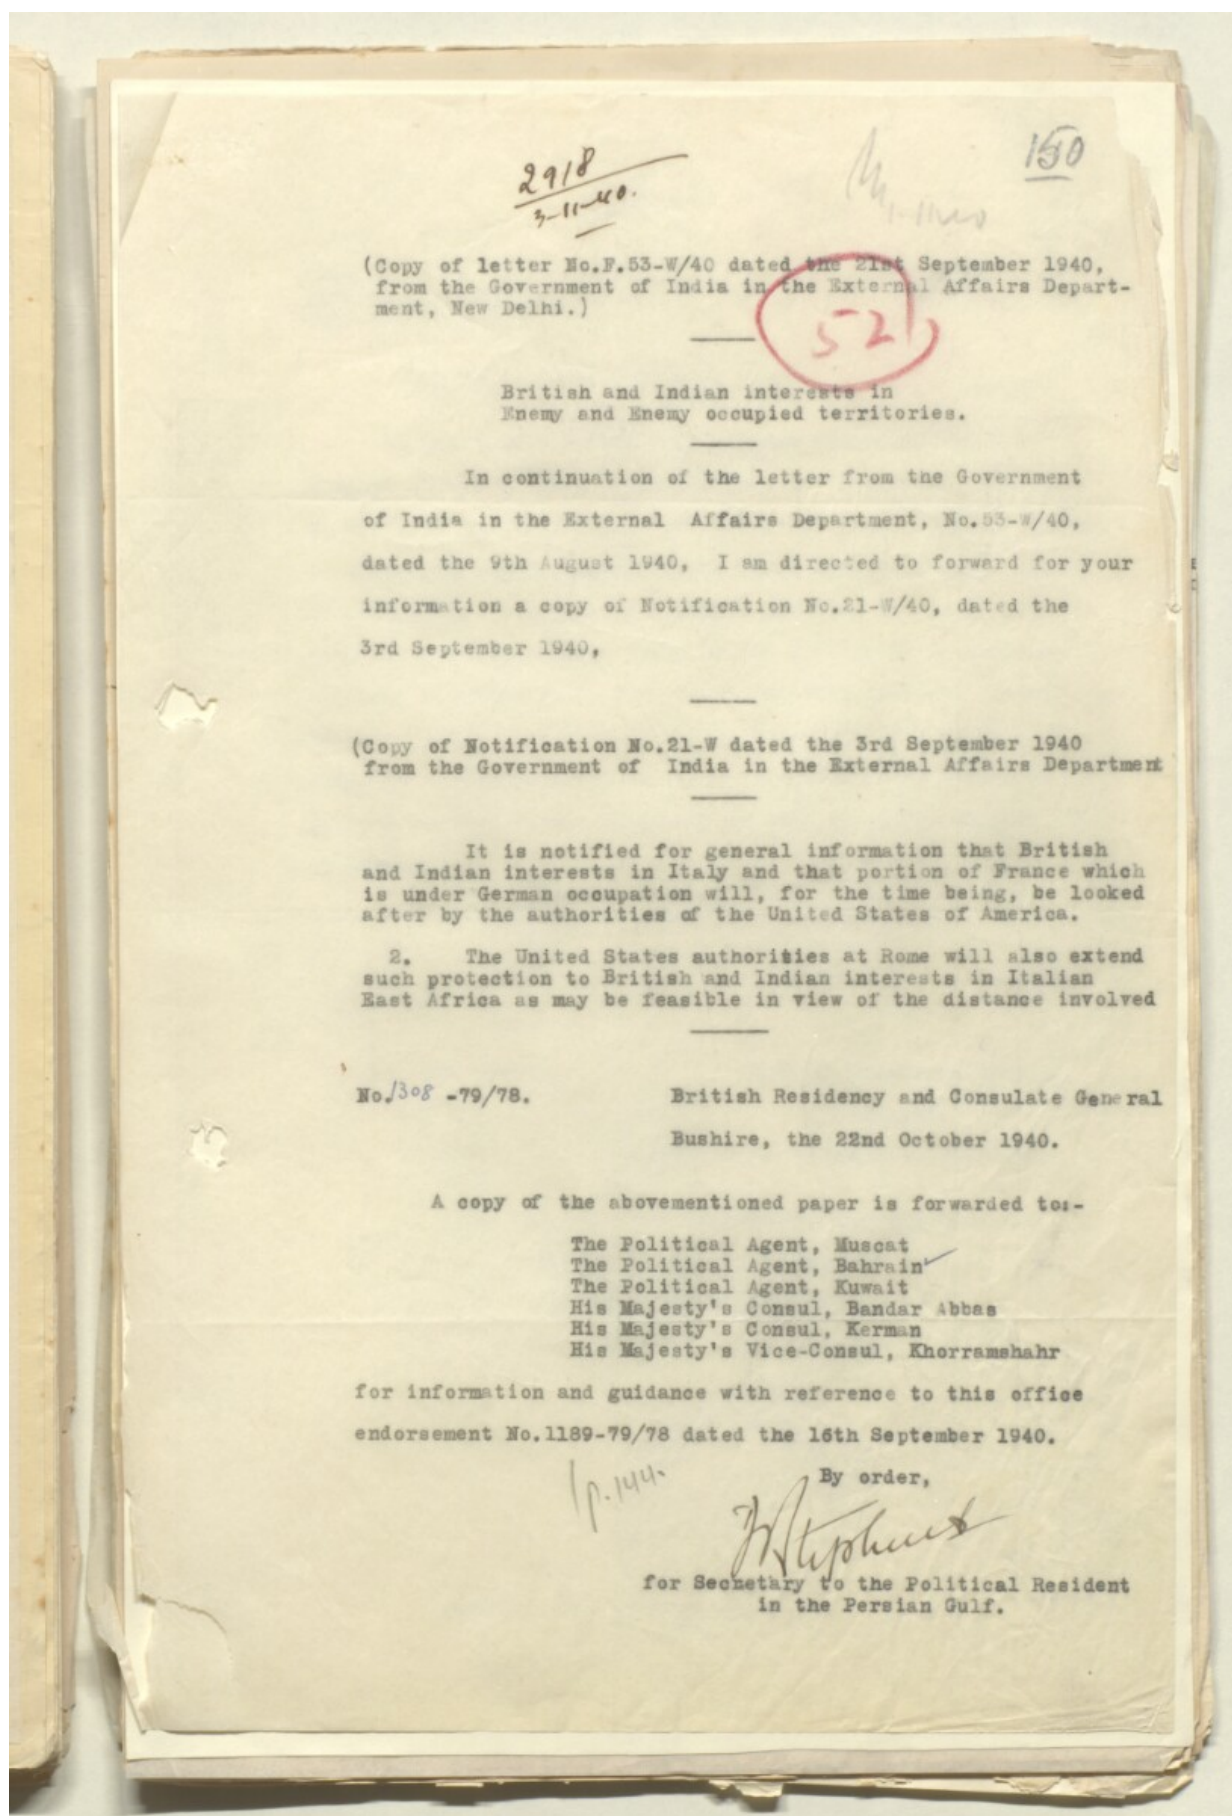 150
2918
3-11-40.
(Copy of letter No.F.53-W/40 dated the 21st September 1940,
from the Government of India in the External Affairs Depart-
ment, New Delhi.)
52
British and Indian interests in
Enemy and Enemy occupied territories.
In continuation of the letter from the Government
of India in the External Affairs Department, No.53-W/40,
dated the 9th August 1940, I am directed to forward for your
information a copy of Notification No.21-W/40, dated the
3rd September 1940,
(Copy of Notification No.21-W dated the 3rd September 1940
from the Government of India in the External Affairs Department
It is notified for general information that British
and Indian interests in Italy and that portion of France which
is under German occupation will, for the time being, be looked
after by the authorities of the United States of America.
2. The United States authorities at Rome will also extend
such protection to British and Indian interests in Italian
East Africa as may be feasible in view of the distance involved
No.1308 -79/78. British Residency and Consulate General
Bushire, the 22nd October 1940.
A copy of the abovementioned paper is forwarded to:-
The Political Agent, Muscat
The Political Agent, Bahrain
The Political Agent, Kuwait
His Majesty's Consul, Bandar Abbas
His Majesty's Consul, Kerman
His Majesty's Vice-Consul, Khorramshahr
for information and guidance with reference to this office
endorsement No.1189-79/78 dated the 16th September 1940.
p.144.
By order,
for Secretary to the Political Resident
in the Persian Gulf.